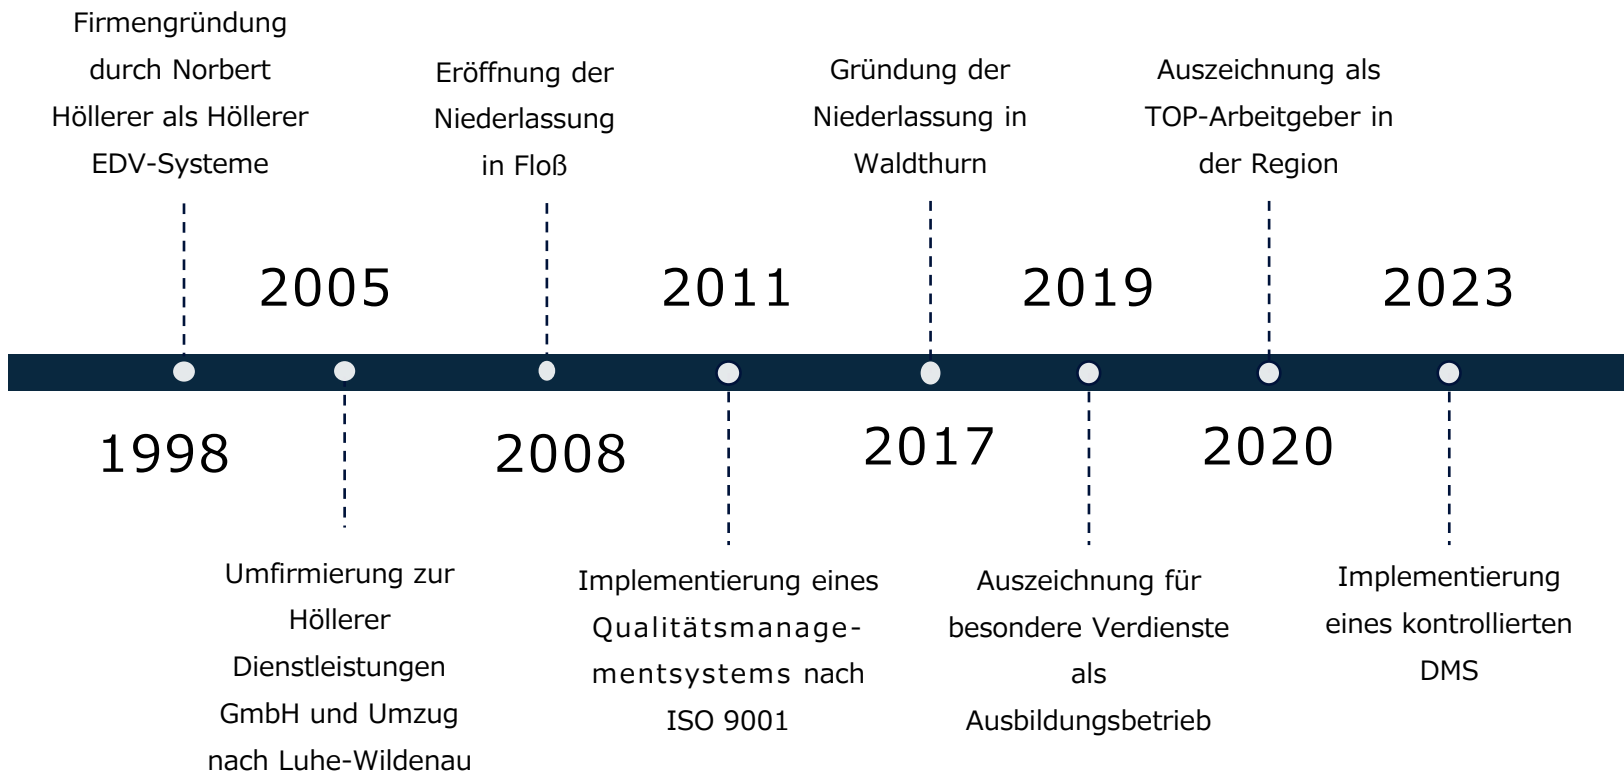 Firmengründung
durch Norbert
Höllerer als Höllerer
EDV-Systeme
1998
2005
Umfirmierung zur
Höllerer
Dienstleistungen
GmbH und Umzug
nach Luhe-Wildenau
Eröffnung der
Niederlassung
in Floß
2008
2011
Implementierung eines
Qualitätsmanage-
mentsystems nach
ISO 9001
Gründung der
Niederlassung in
Waldthurn
2017
2019
Auszeichnung für
besondere Verdienste
als
Ausbildungsbetrieb
Auszeichnung als
TOP-Arbeitgeber in
der Region
2020
2023
Implementierung
eines kontrollierten
DMS